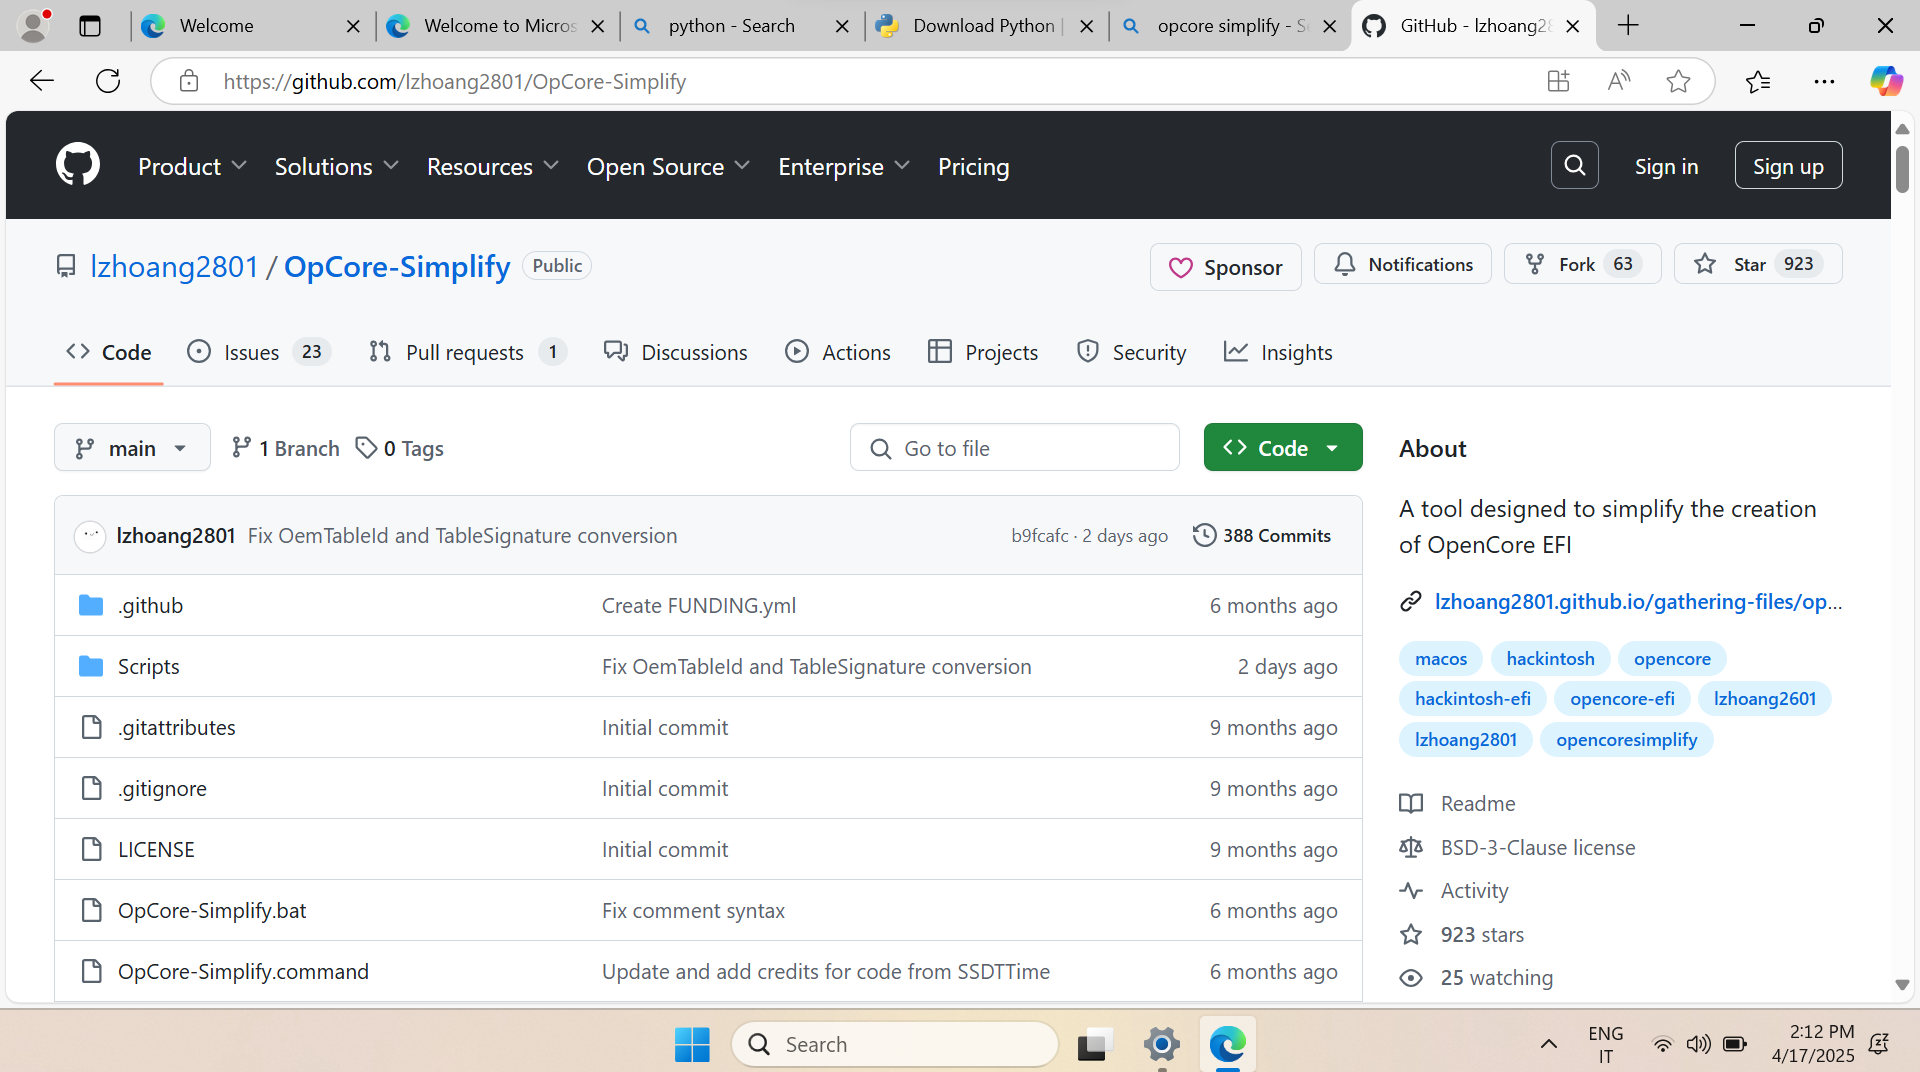 Welcome
Welcome to Micros
python - Search
Download Python |
opcore simplify - Se
GitHub - lzhoang28
https://github.com/lzhoang2801/OpCore-Simplify
Product
Solutions
Resources
Open Source
Enterprise
Pricing
Sign in
Sign up
lzhoang2801 / OpCore-Simplify Public
Sponsor
Notifications
Fork 63
Star 923
Code
Issues 23
Pull requests 1
Discussions
Actions
Projects
Security
Insights
main
1 Branch
0 Tags
Go to file
Code
lzhoang2801 Fix OemTableId and TableSignature conversion b9fcafc · 2 days ago 388 Commits
.github Create FUNDING.yml 6 months ago
Scripts Fix OemTableId and TableSignature conversion 2 days ago
.gitattributes Initial commit 9 months ago
.gitignore Initial commit 9 months ago
LICENSE Initial commit 9 months ago
OpCore-Simplify.bat Fix comment syntax 6 months ago
OpCore-Simplify.command Update and add credits for code from SSDTTime 6 months ago
About
A tool designed to simplify the creation
of OpenCore EFI
lzhoang2801.github.io/gathering-files/op...
macos hackintosh opencore
hackintosh-efi opencore-efi lzhoang2601
lzhoang2801 opencoresimplify
Readme
BSD-3-Clause license
Activity
923 stars
25 watching
Search
ENG
IT
2:12 PM
4/17/2025